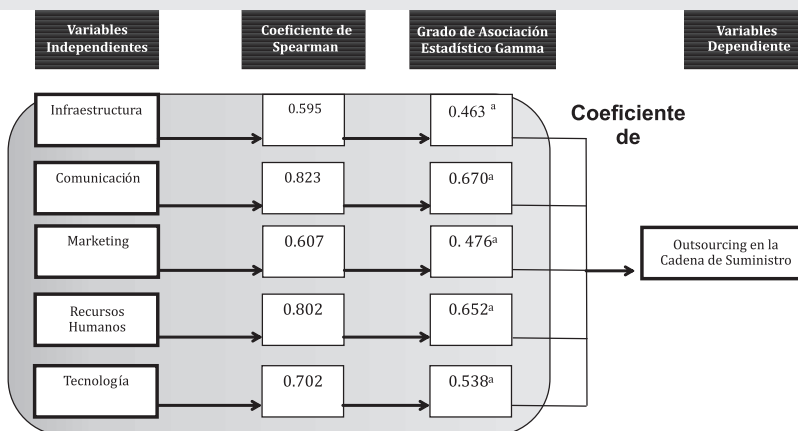 Variables
Independientes
Coeficiente de
Spearman
Grado de Asociación
Estadístico Gamma
Variables
Dependiente
Infraestructura
0.595
0.463 a
Coeficiente
de
Comunicación
0.823
0.670a
Marketing
0.607
0. 476a
Outsourcing en la
Cadena de Suministro
Recursos
Humanos
0.802
0.652a
Tecnología
0.702
0.538a